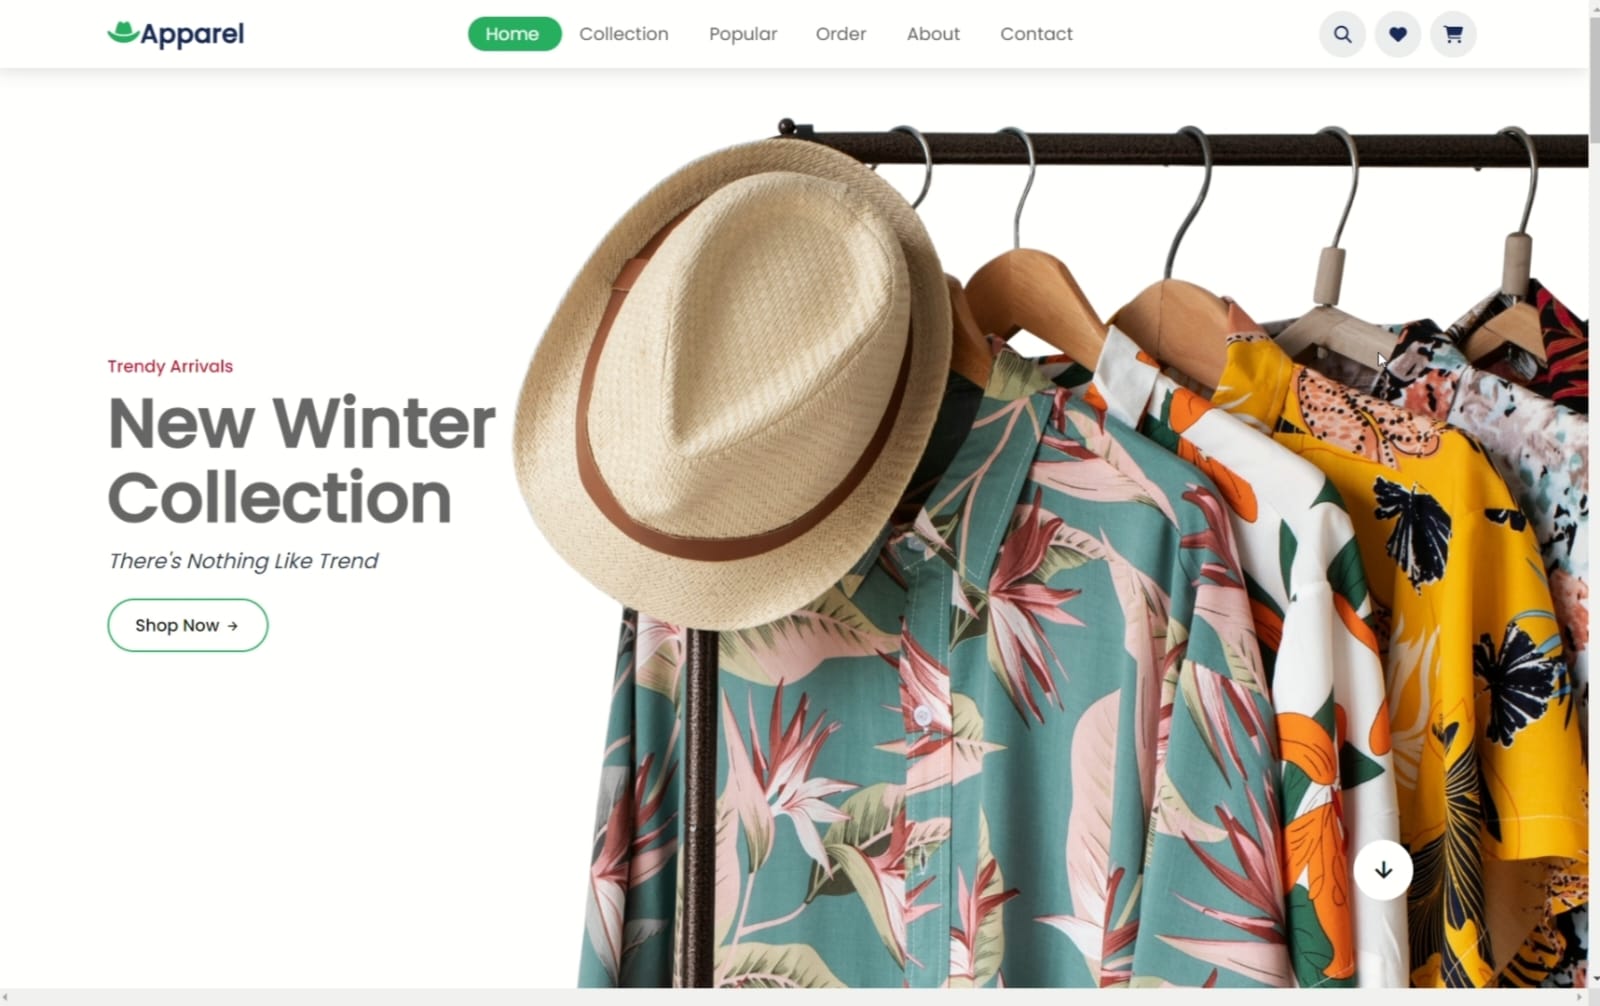 Apparel
Home Collection Popular Order About Contact
Trendy Arrivals
New Winter
Collection
There's Nothing Like Trend
Shop Now →